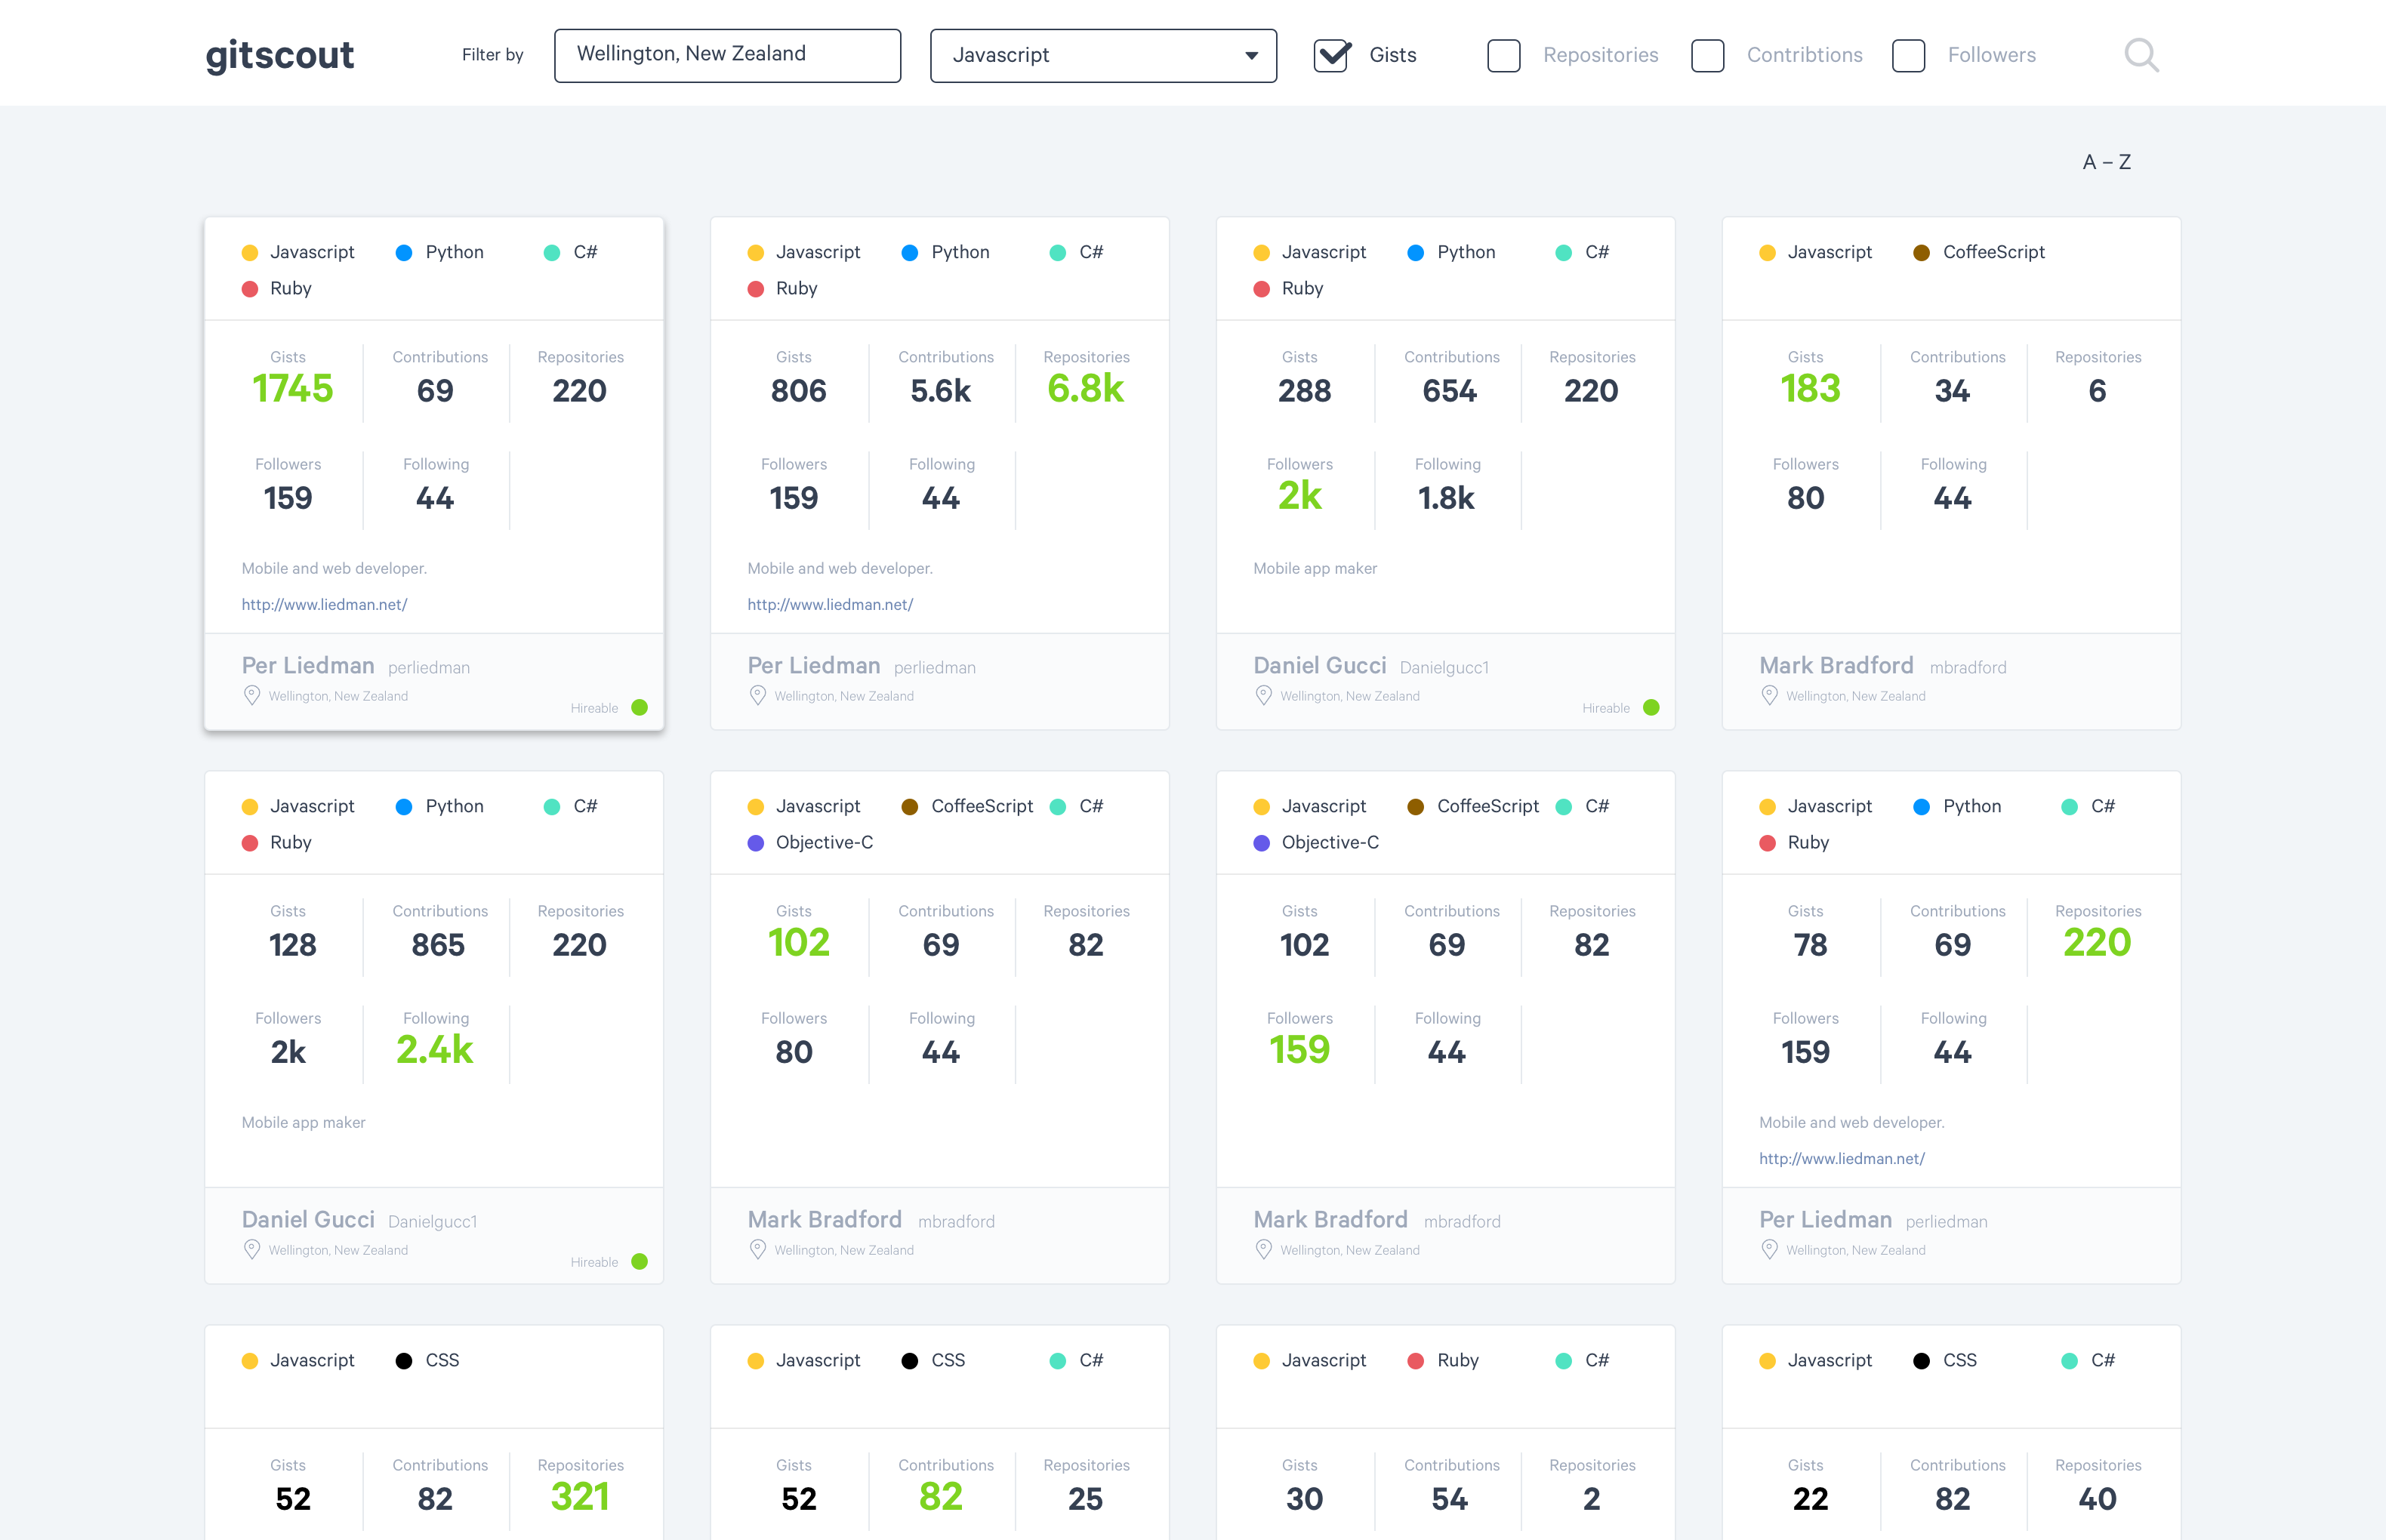 gitscout Filter by Wellington, New Zealand Javascript Gists Repositories Contribtions Followers
A – Z
Javascript Python C#
Ruby
Gists Contributions Repositories
1745 69 220
Followers Following
159 44
Mobile and web developer.
http://www.liedman.net/
Per Liedman perliedman
Wellington, New Zealand
Hireable
Javascript Python C#
Ruby
Gists Contributions Repositories
806 5.6k 6.8k
Followers Following
159 44
Mobile and web developer.
http://www.liedman.net/
Per Liedman perliedman
Wellington, New Zealand
Javascript Python C#
Ruby
Gists Contributions Repositories
288 654 220
Followers Following
2k 1.8k
Mobile app maker
Daniel Gucci Danielgucc1
Wellington, New Zealand
Hireable
Javascript CoffeeScript
Gists Contributions Repositories
183 34 6
Followers Following
80 44
Mark Bradford mbradford
Wellington, New Zealand
Javascript Python C#
Ruby
Gists Contributions Repositories
128 865 220
Followers Following
2k 2.4k
Mobile app maker
Daniel Gucci Danielgucc1
Wellington, New Zealand
Hireable
Javascript CoffeeScript C#
Objective-C
Gists Contributions Repositories
102 69 82
Followers Following
80 44
Mark Bradford mbradford
Wellington, New Zealand
Javascript CoffeeScript C#
Objective-C
Gists Contributions Repositories
102 69 82
Followers Following
159 44
Mark Bradford mbradford
Wellington, New Zealand
Javascript Python C#
Ruby
Gists Contributions Repositories
78 69 220
Followers Following
159 44
Mobile and web developer.
http://www.liedman.net/
Per Liedman perliedman
Wellington, New Zealand
Javascript CSS
Gists Contributions Repositories
52 82 321
Javascript CSS C#
Gists Contributions Repositories
52 82 25
Javascript Ruby C#
Gists Contributions Repositories
30 54 2
Javascript CSS C#
Gists Contributions Repositories
22 82 40